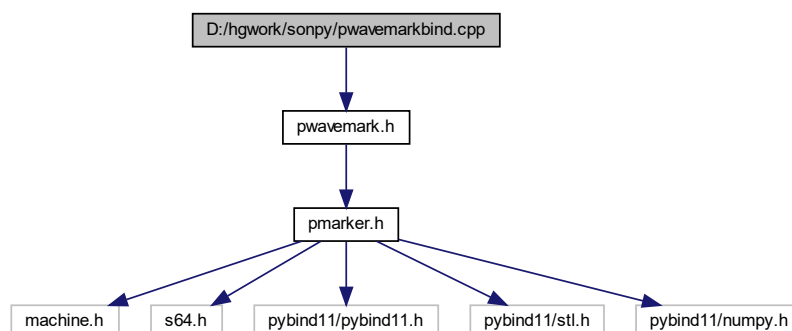 D:/hgwork/sonpy/pwavemarkbind.cpp
pwavemark.h
pmarker.h
machine.h
s64.h
pybind11/pybind11.h
pybind11/stl.h
pybind11/numpy.h